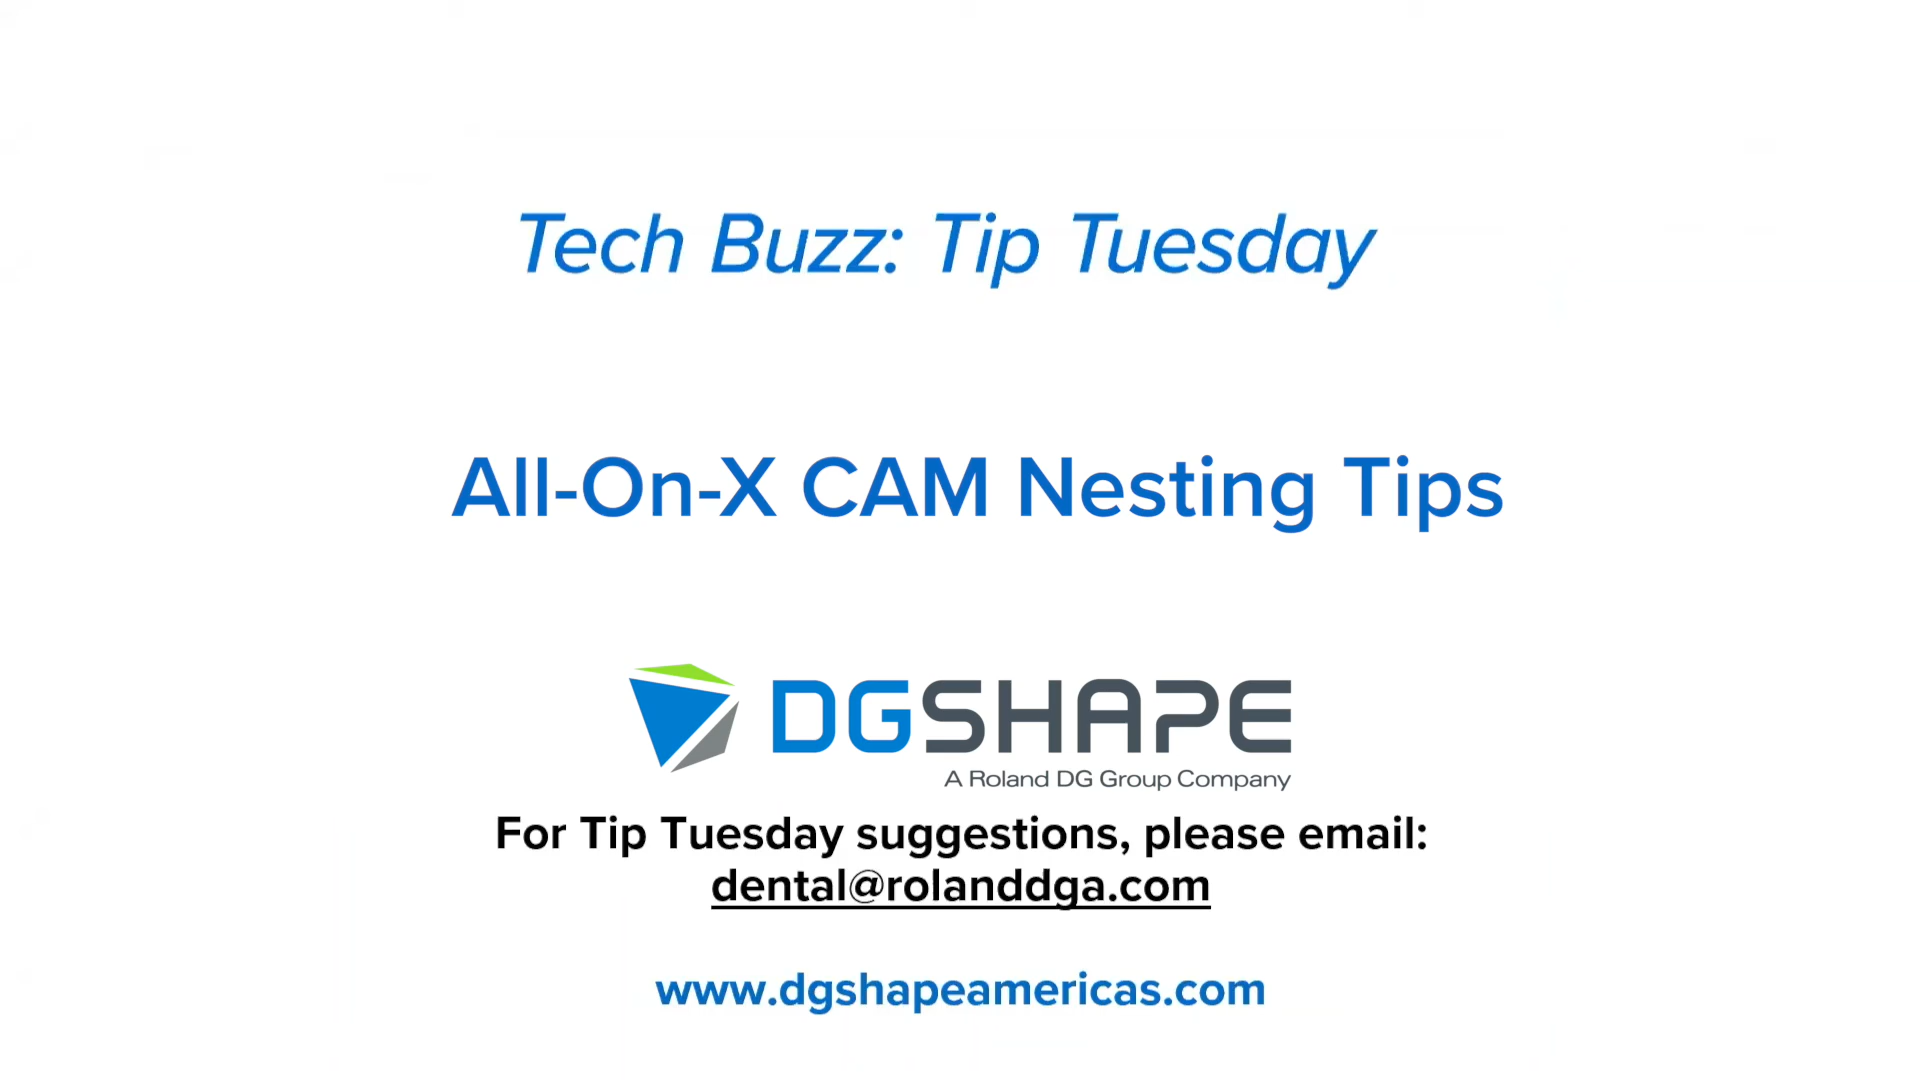 Tech Buzz: Tip Tuesday
All-On-X CAM Nesting Tips
DGSHAPE
A Roland DG Group Company
For Tip Tuesday suggestions, please email:
dental@rolanddga.com
www.dgshapeamericas.com